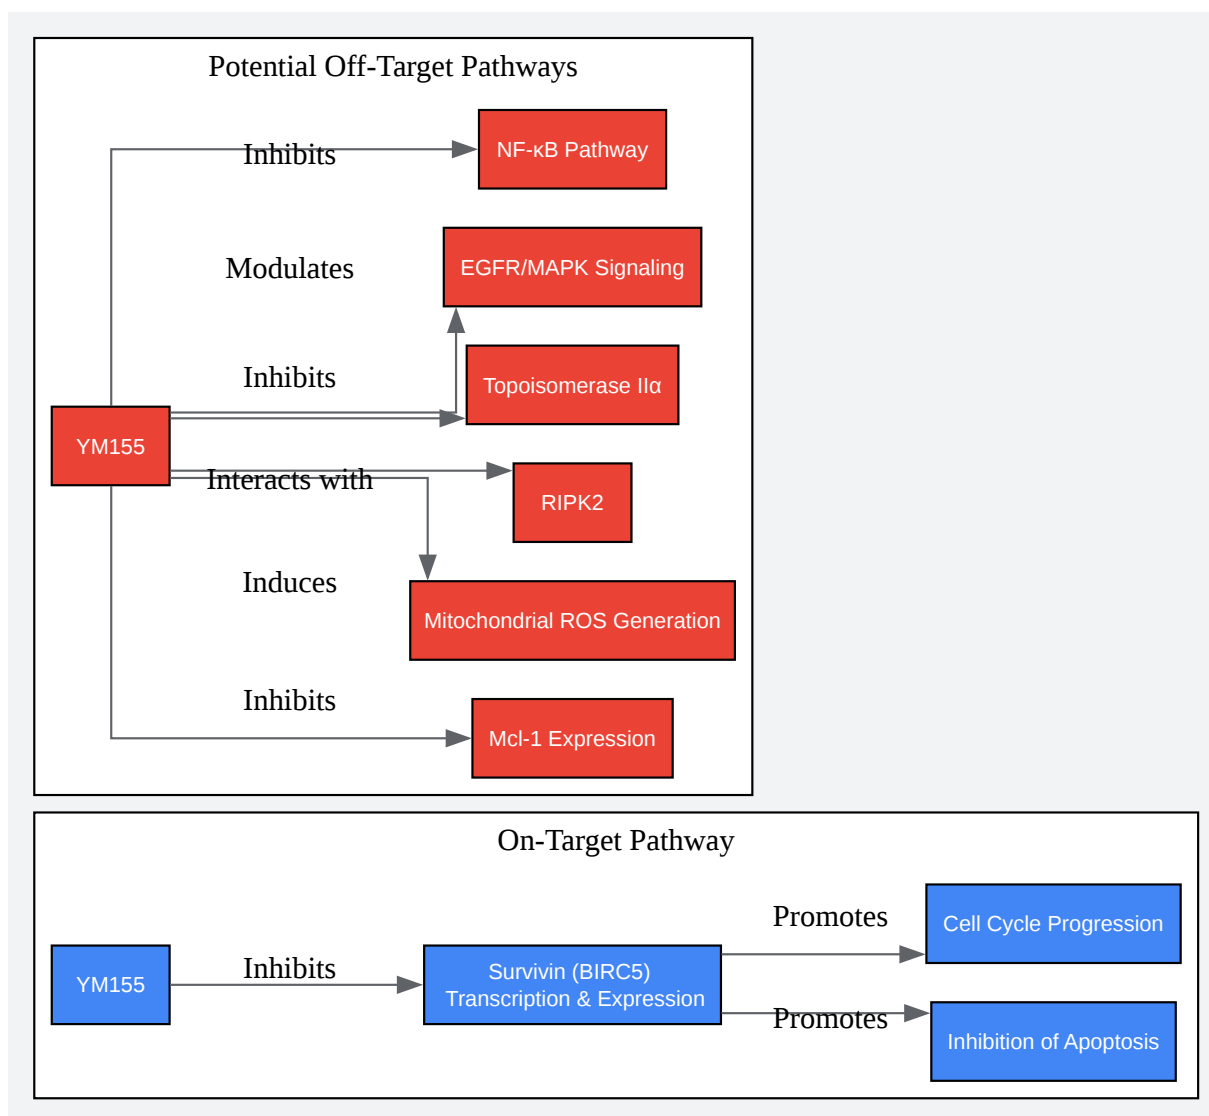 Potential Off-Target Pathways
Inhibits
NF-κB Pathway
Modulates
EGFR/MAPK Signaling
Inhibits
Topoisomerase IIα
YM155
Interacts with
RIPK2
Induces
Mitochondrial ROS Generation
Inhibits
Mcl-1 Expression
On-Target Pathway
YM155
Inhibits
Survivin (BIRC5)
Transcription & Expression
Promotes
Cell Cycle Progression
Promotes
Inhibition of Apoptosis